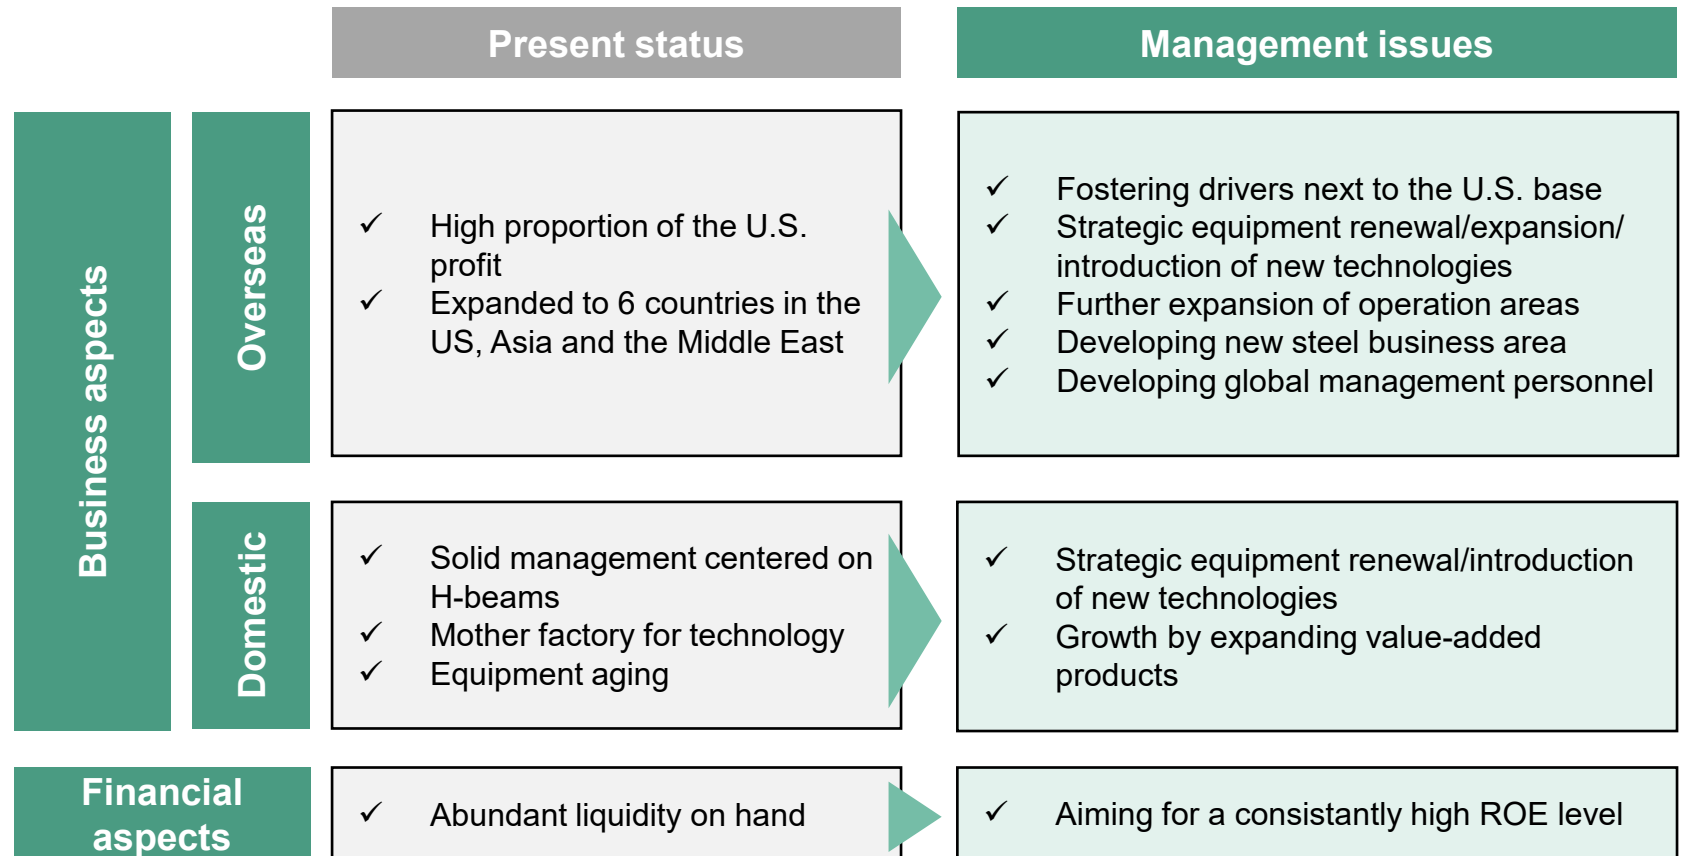 Present status
Management issues
Business aspects
Overseas
✓ High proportion of the U.S.
profit
✓ Expanded to 6 countries in the
US, Asia and the Middle East
✓ Fostering drivers next to the U.S. base
✓ Strategic equipment renewal/expansion/
introduction of new technologies
✓ Further expansion of operation areas
✓ Developing new steel business area
✓ Developing global management personnel
Domestic
✓ Solid management centered on
H-beams
✓ Mother factory for technology
✓ Equipment aging
✓ Strategic equipment renewal/introduction
of new technologies
✓ Growth by expanding value-added
products
Financial
aspects
✓ Abundant liquidity on hand
✓ Aiming for a consistantly high ROE level